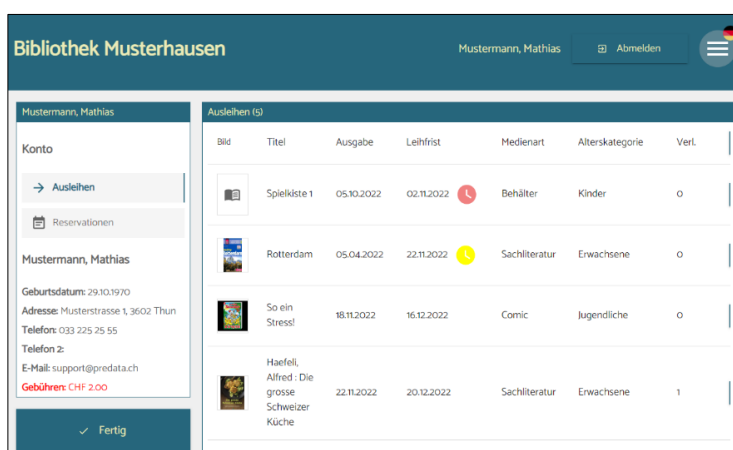 Bibliothek Musterhausen
Mustermann, Mathias
Abmelden
Mustermann, Mathias
Konto
Ausleihen
Reservationen
Mustermann, Mathias
Geburtsdatum: 29.10.1970
Adresse: Musterstrasse 1, 3602 Thun
Telefon: 033 225 25 55
Telefon 2:
E-Mail: support@predata.ch
Gebühren: CHF 2.00
Fertig
Ausleihen (5)
Bild Titel Ausgabe Leihfrist Medienart Alterskategorie Verl.
Spielkiste 1 05.10.2022 02.11.2022 Behälter Kinder 0
Rotterdam 05.04.2022 22.11.2022 Sachliteratur Erwachsene 0
So ein
Stress! 18.11.2022 16.12.2022 Comic Jugendliche 0
Haefeli,
Alfred : Die
grosse 22.11.2022 20.12.2022 Sachliteratur Erwachsene 1
Schweizer
Küche